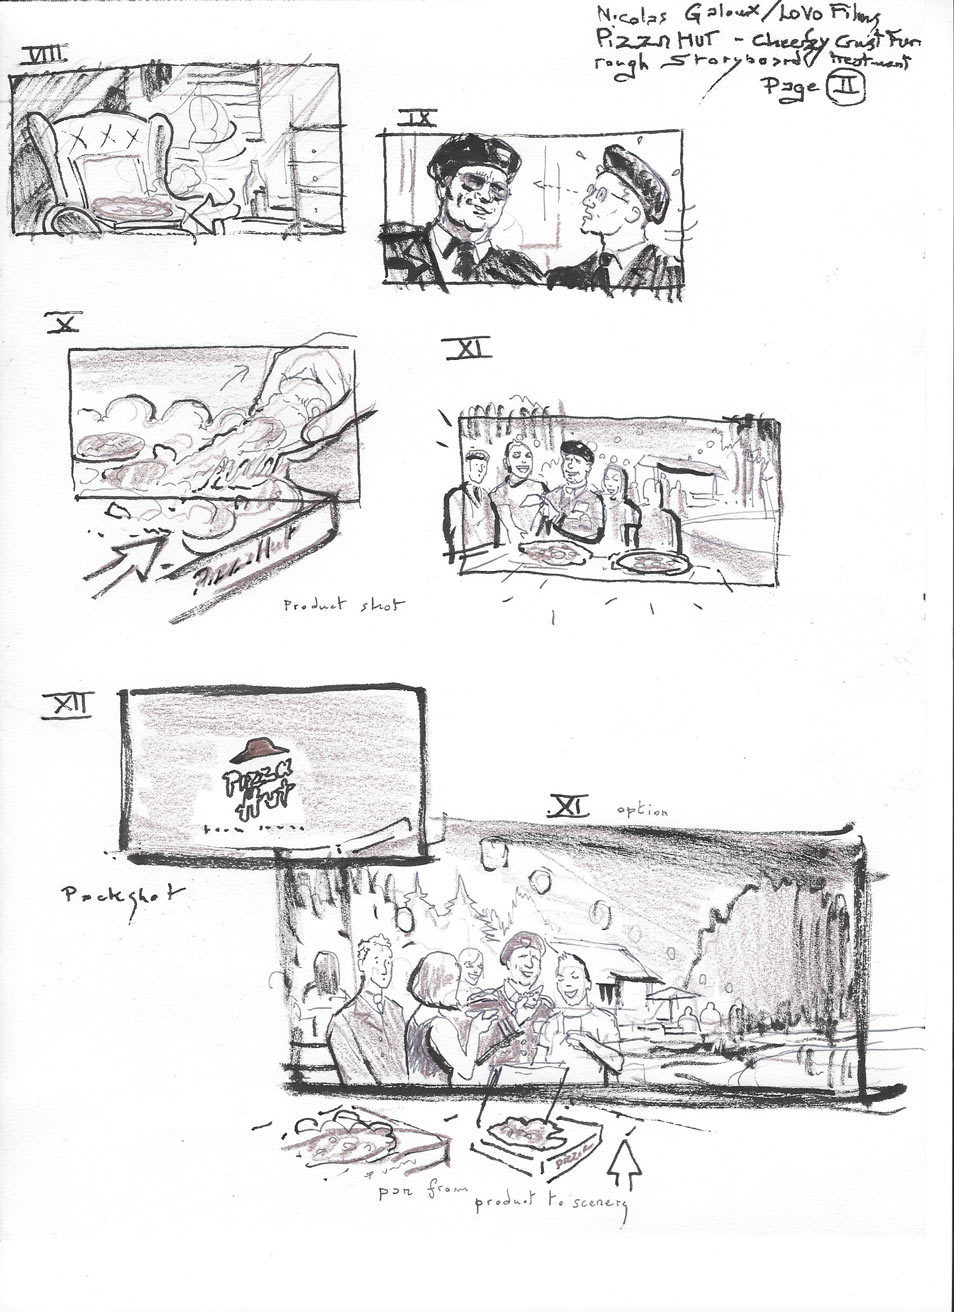 Nicolas Galoux/Lovo Films
Pizza Hut - Cheesy Crust Fun
rough Storyboard/ treatment
Page II
VIII
IX
X
XI
Pizza Hut
Product shot
XII
Pizza
Hut
XI option
Packshot
PIZZA
pan from
product to scenery